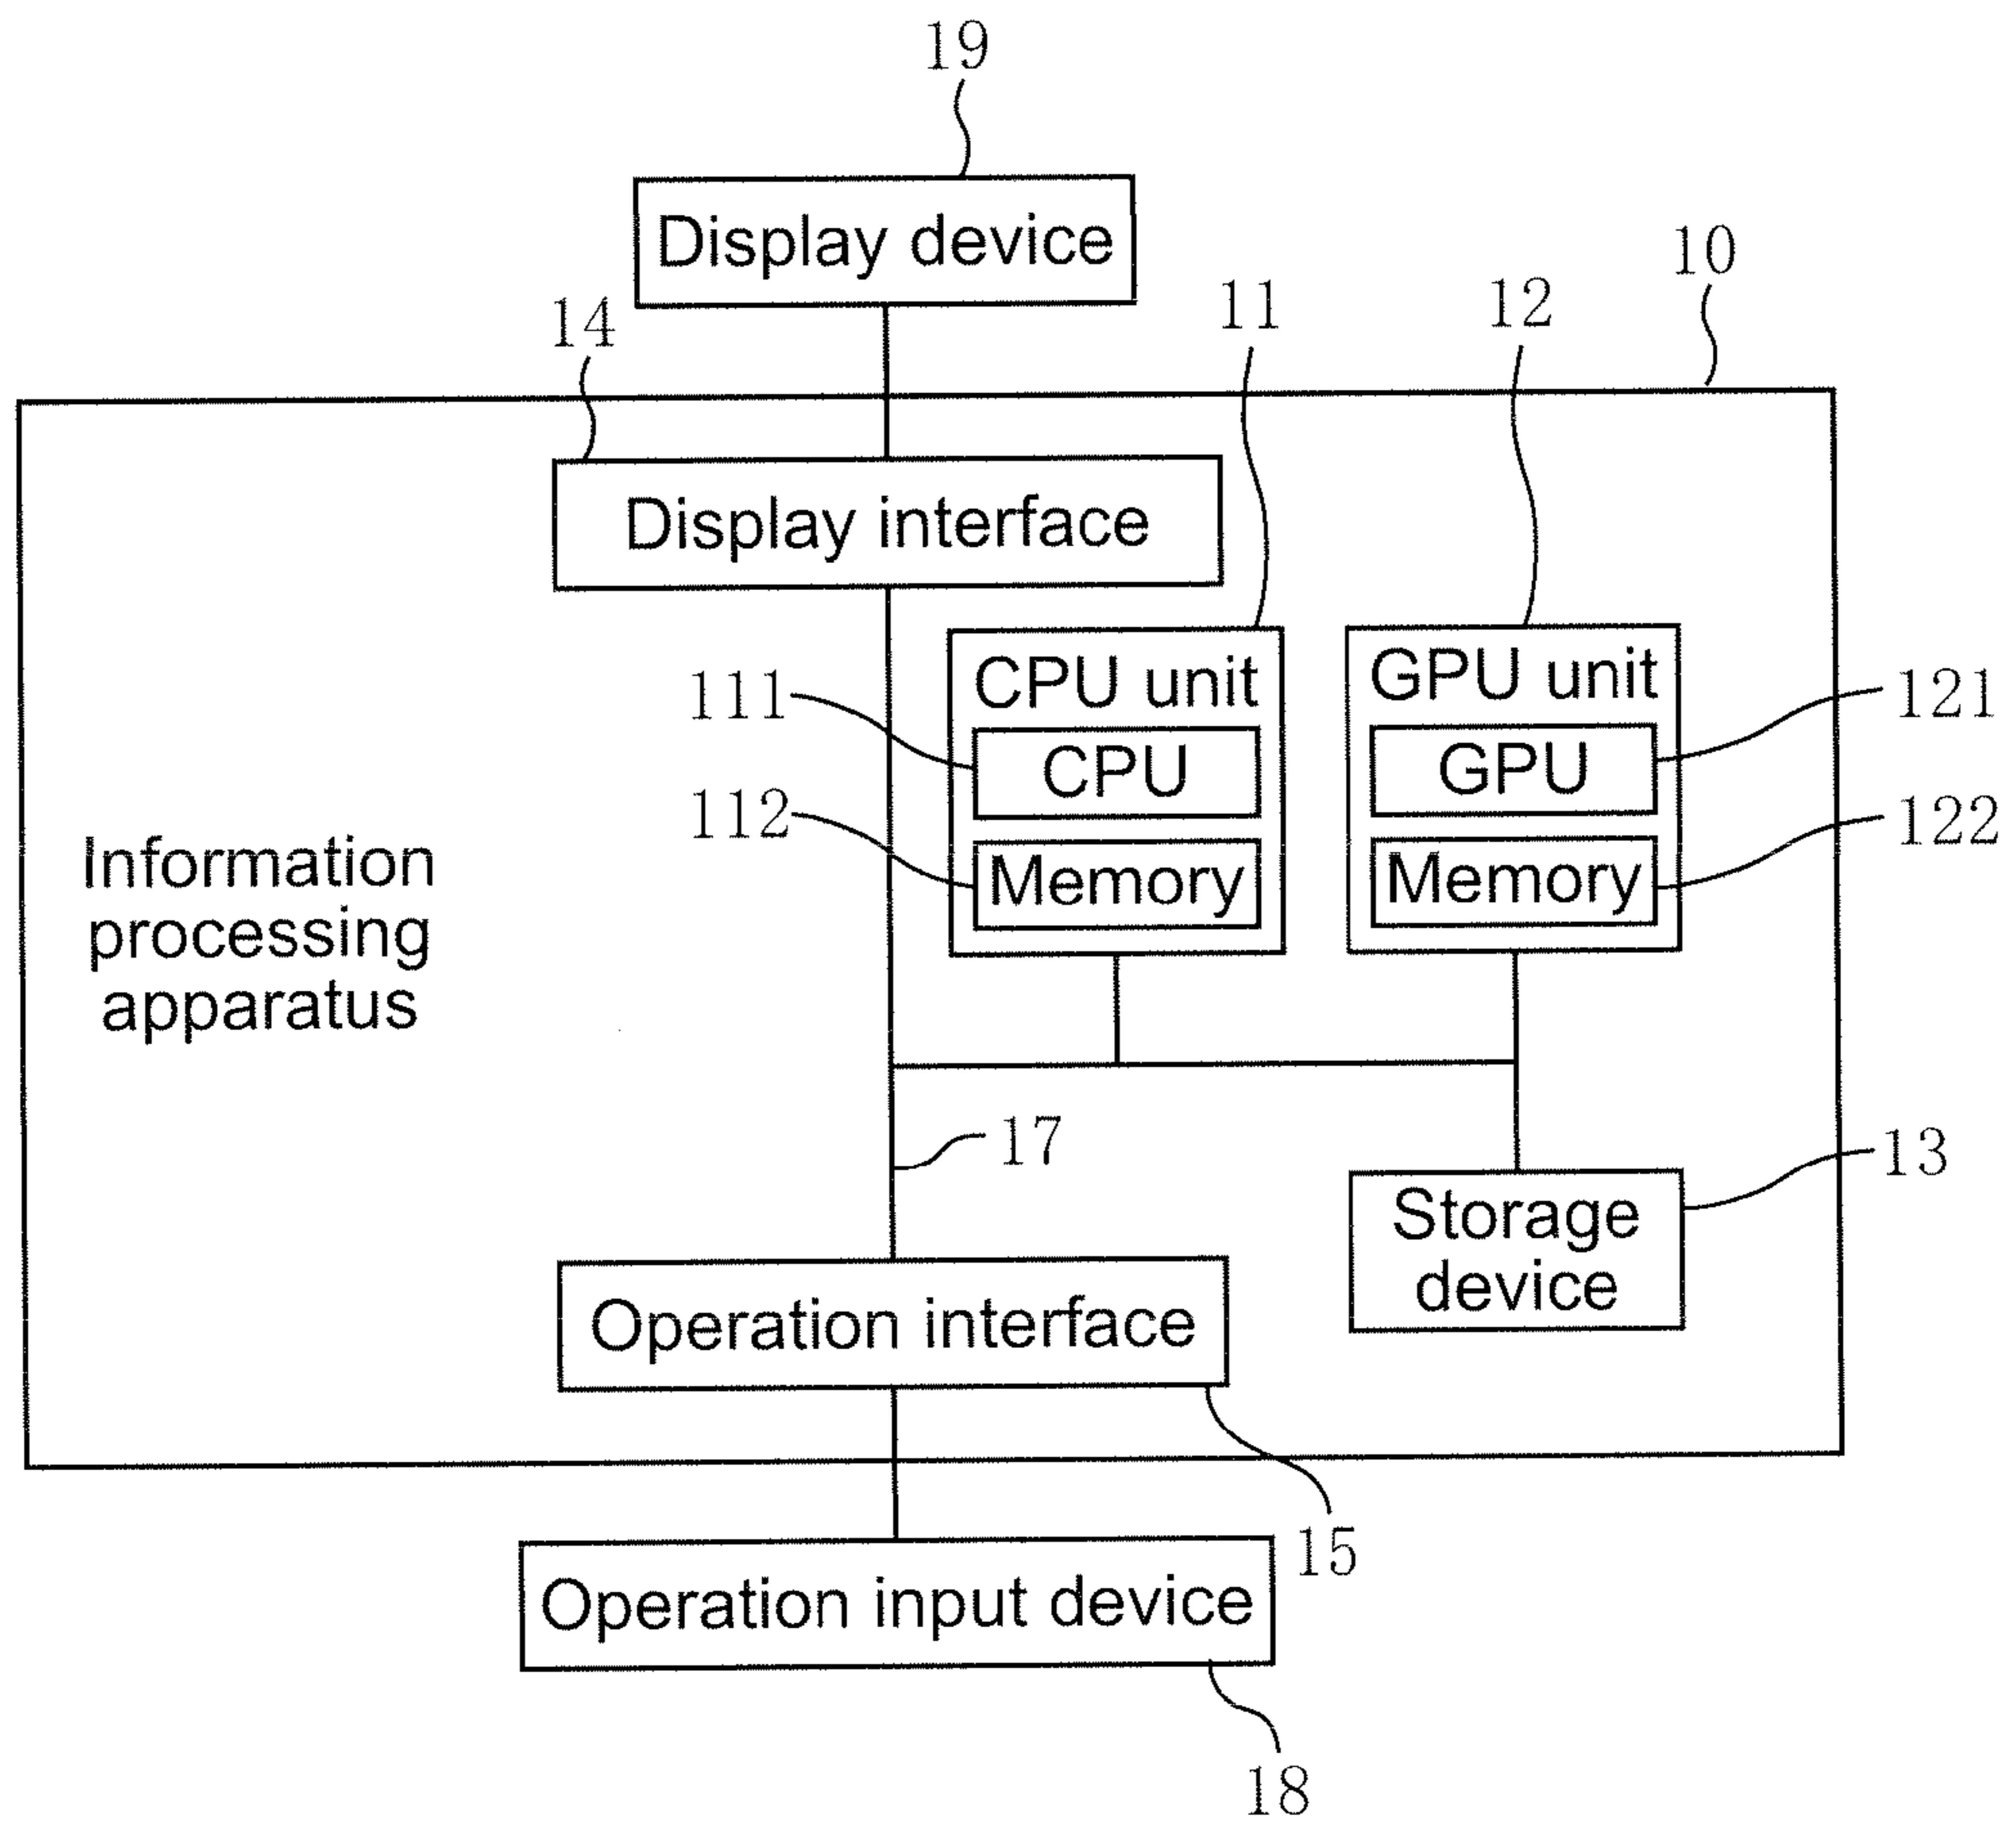 19
Display device
10
14
11
12
Display interface
CPU unit
GPU unit
111
CPU
GPU
121
112
Memory
Memory
122
Information
processing
apparatus
17
13
Storage
device
Operation interface
15
Operation input device
18